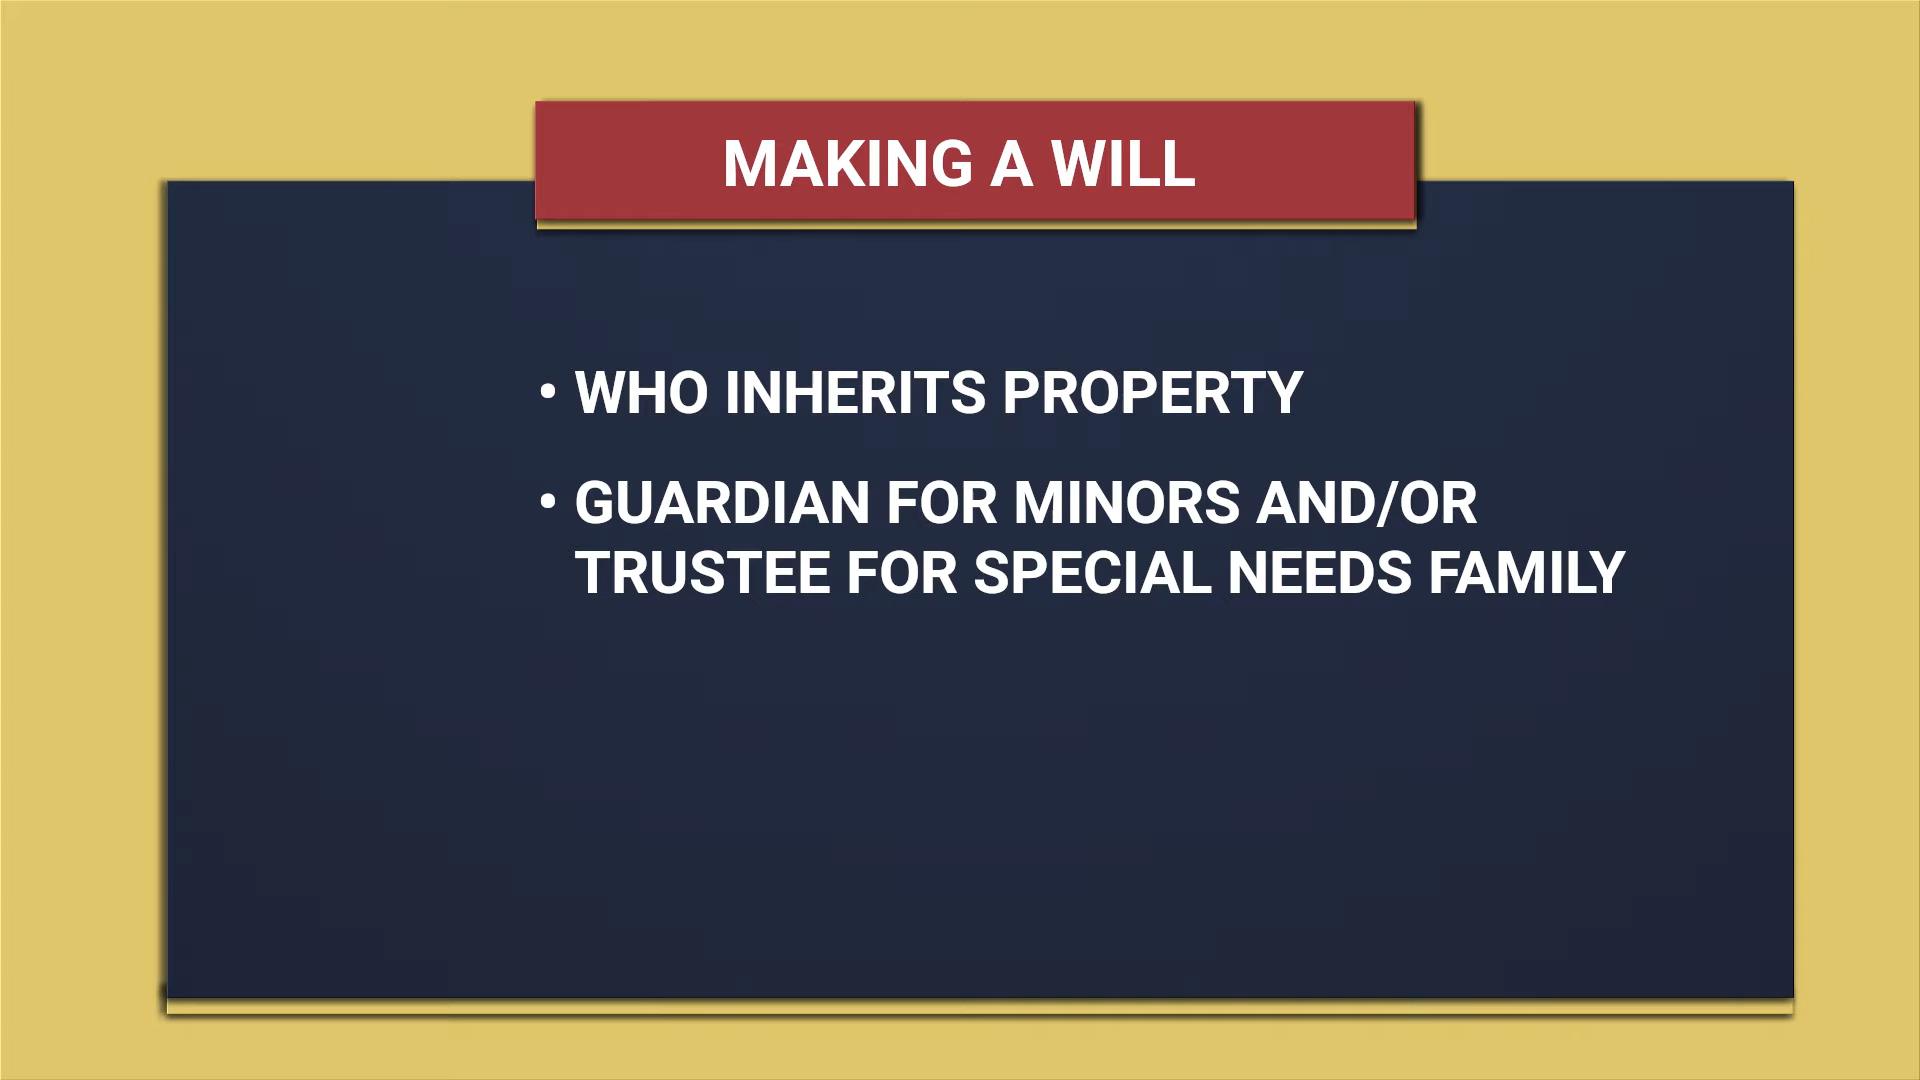 MAKING A WILL
• WHO INHERITS PROPERTY
• GUARDIAN FOR MINORS AND/OR
TRUSTEE FOR SPECIAL NEEDS FAMILY